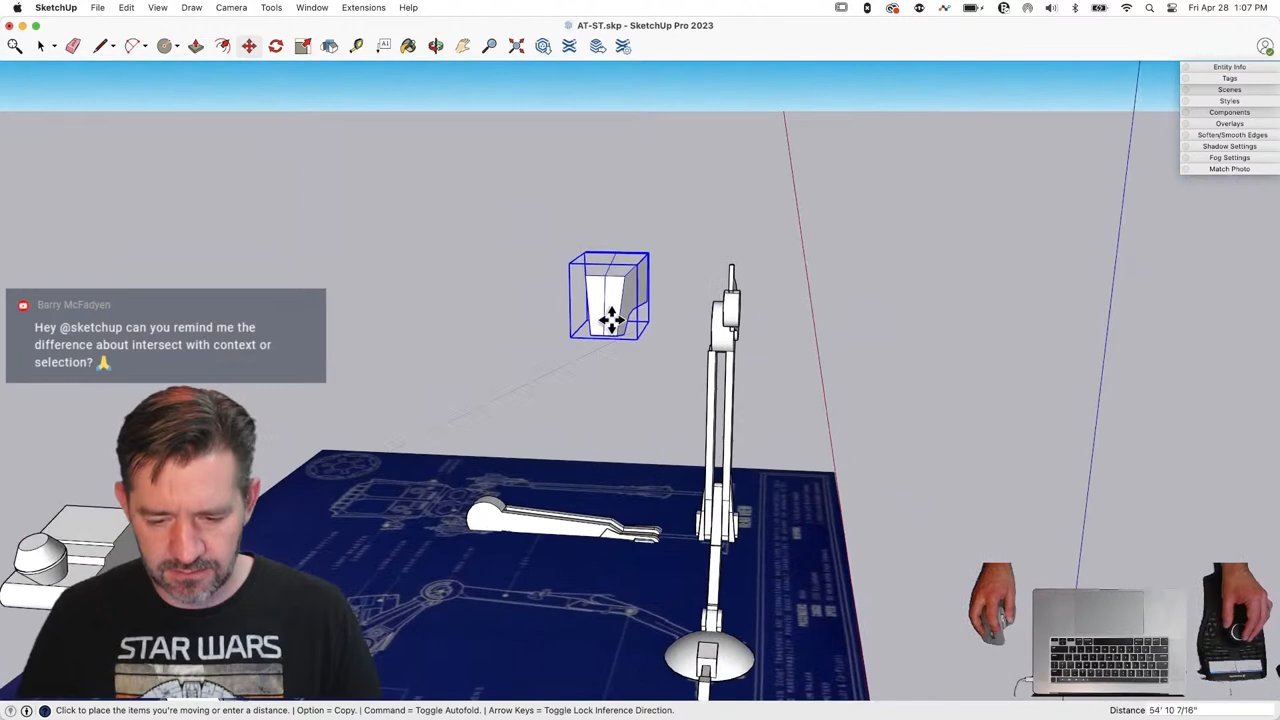 SketchUp File Edit View Draw Camera Tools Window Extensions Help
Fri Apr 28 1:07 PM
AT-ST.skp - SketchUp Pro 2023
Entity Info
Tags
Scenes
Styles
Components
Overlays
Soften/Smooth Edges
Shadow Settings
Fog Settings
Match Photo
Barry McFadyen
Hey @sketchup can you remind me the
difference about intersect with context or
selection? 🙏
STAR WARS
Click to place the items you're moving or enter a distance. | Option = Copy. | Command = Toggle Autofold. | Arrow Keys = Toggle Lock Inference Direction.
Distance 54' 10 7/16"